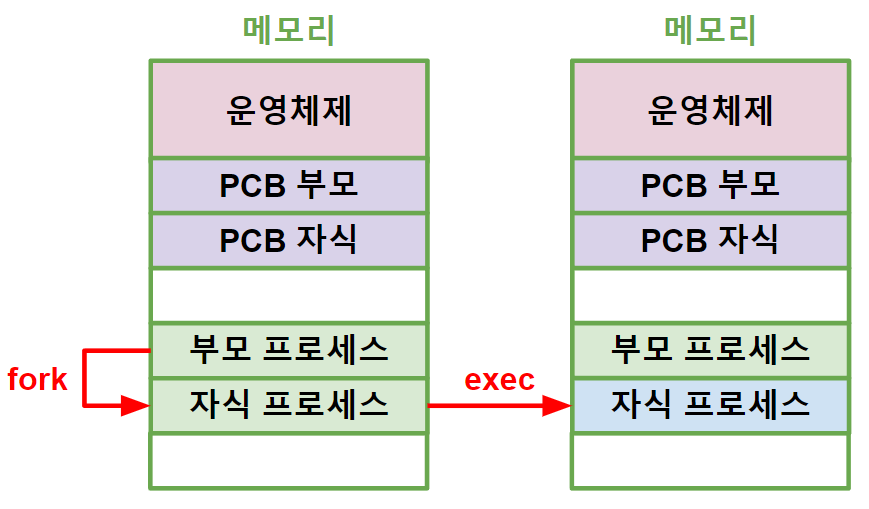 메모리
운영체제
PCB 부모
PCB 자식
부모 프로세스
자식 프로세스
fork
exec
메모리
운영체제
PCB 부모
PCB 자식
부모 프로세스
자식 프로세스